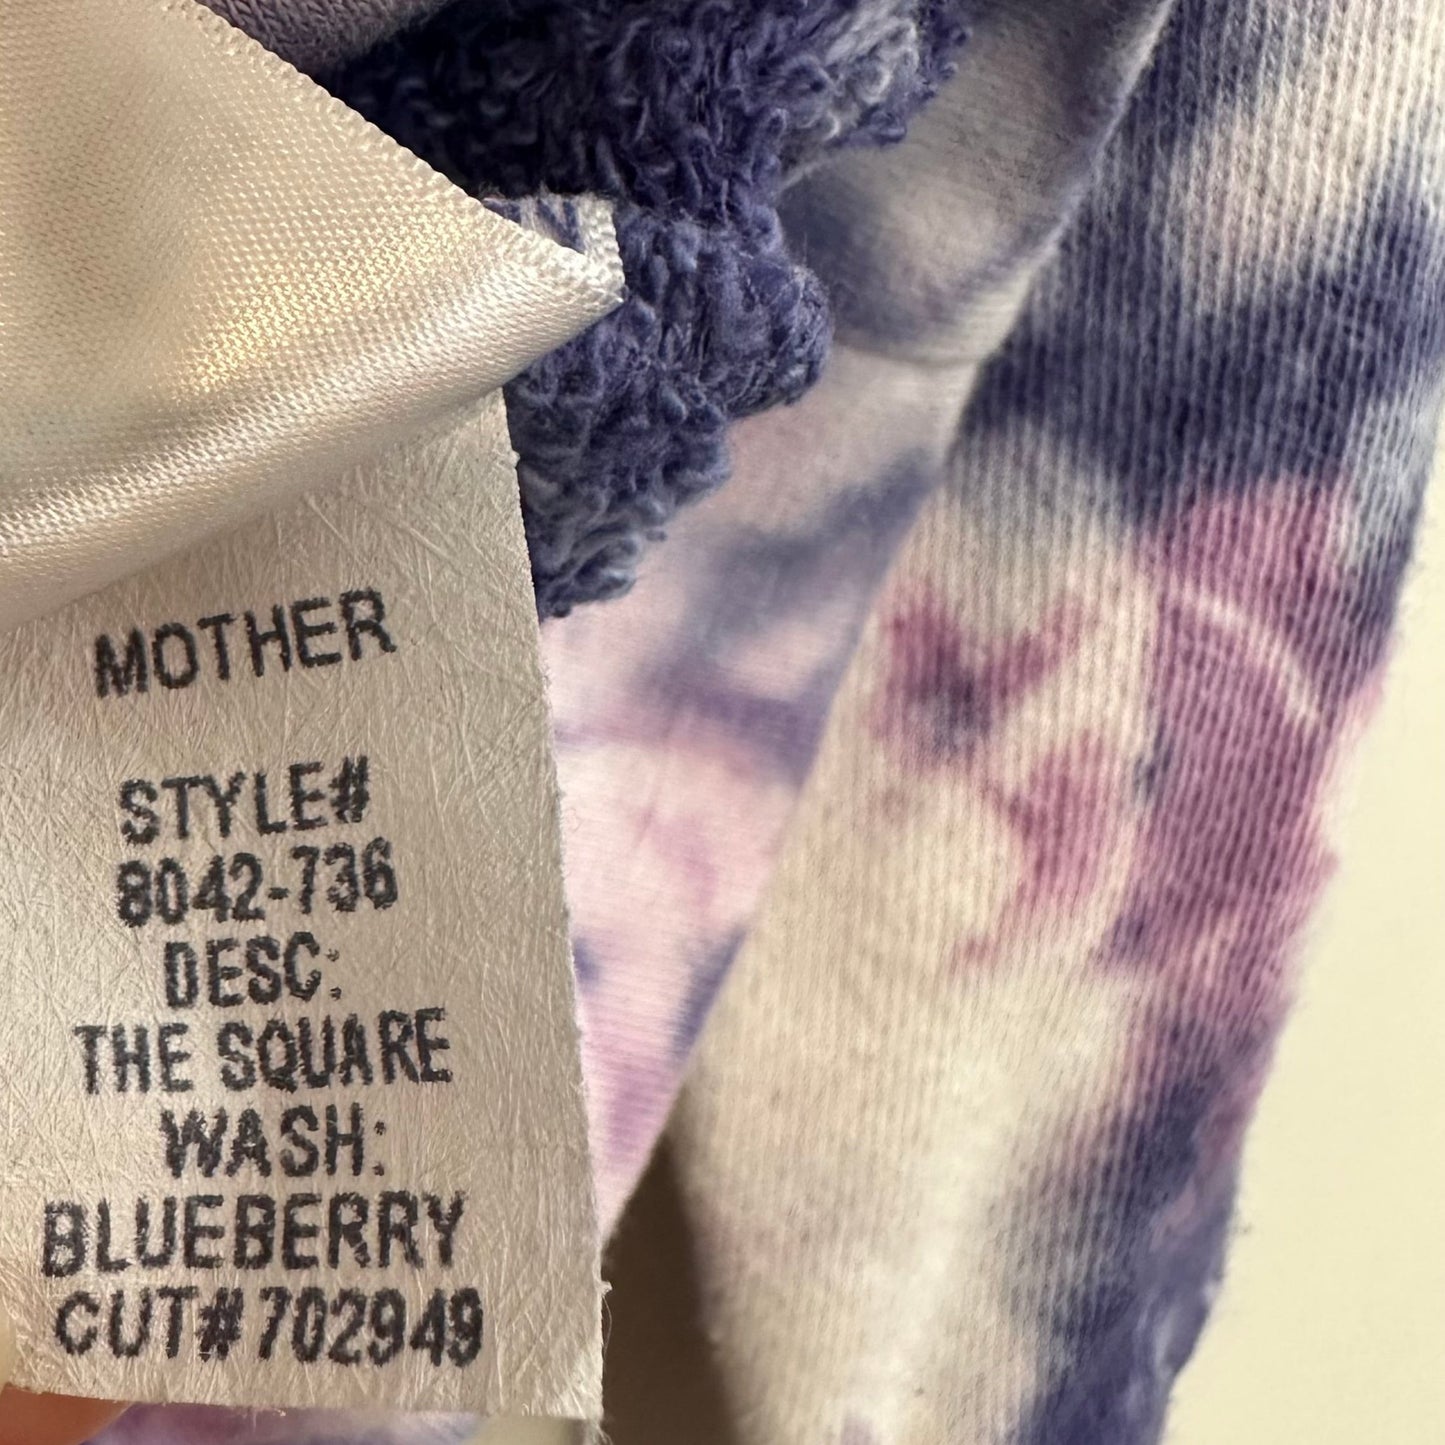 MOTHER
STYLE#
8042-736
DESC:
THE SQUARE
WASH:
BLUEBERRY
CUT# 702949